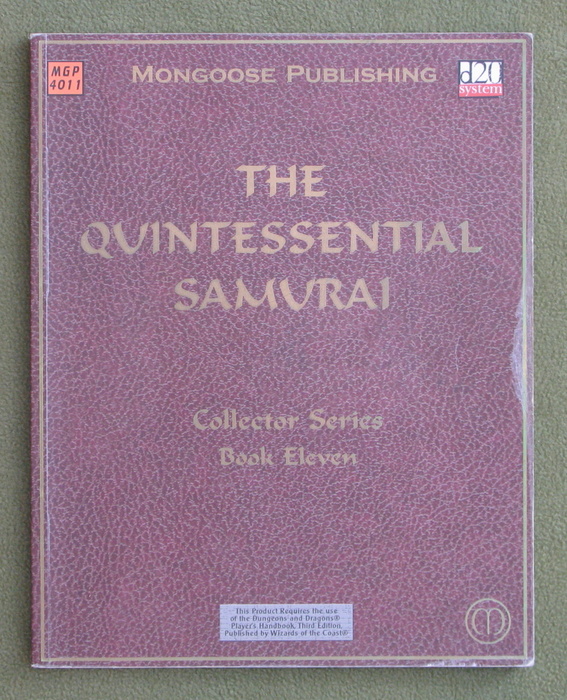 MGP
4011
MONGOOSE PUBLISHING
d20
system
THE
QUINTESSENTIAL
SAMURAI
Collector Series
Book Eleven
This Product Requires the use
of the Dungeons and Dragons®
Player's Handbook, Third Edition,
Published by Wizards of the Coast®
M